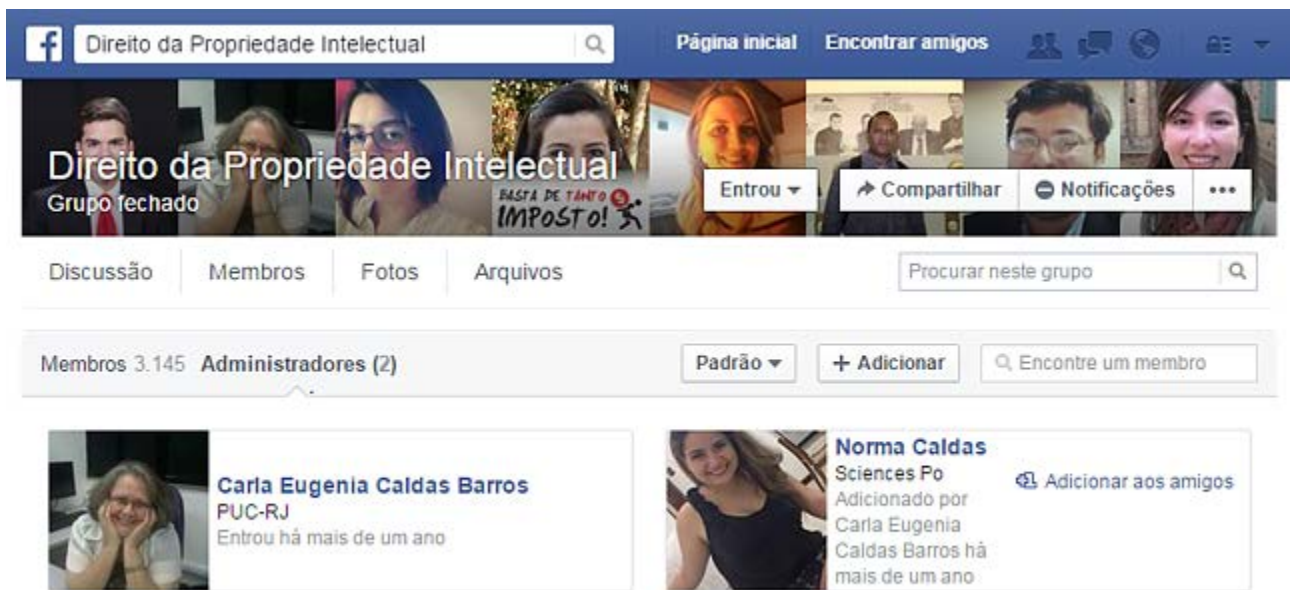 f Direito da Propriedade Intelectual Página inicial Encontrar amigos
Direito da Propriedade Intelectual
Grupo fechado
BASTA DE TANTO
IMPOSTO!
Entrou Compartilhar Notificações
Discussão Membros Fotos Arquivos Procurar neste grupo
Membros 3.145 Administradores (2) Padrão + Adicionar Encontre um membro
Carla Eugenia Caldas Barros
PUC-RJ
Entrou há mais de um ano
Norma Caldas
Sciences Po
Adicionado por
Carla Eugenia
Caldas Barros há
mais de um ano
Adicionar aos amigos